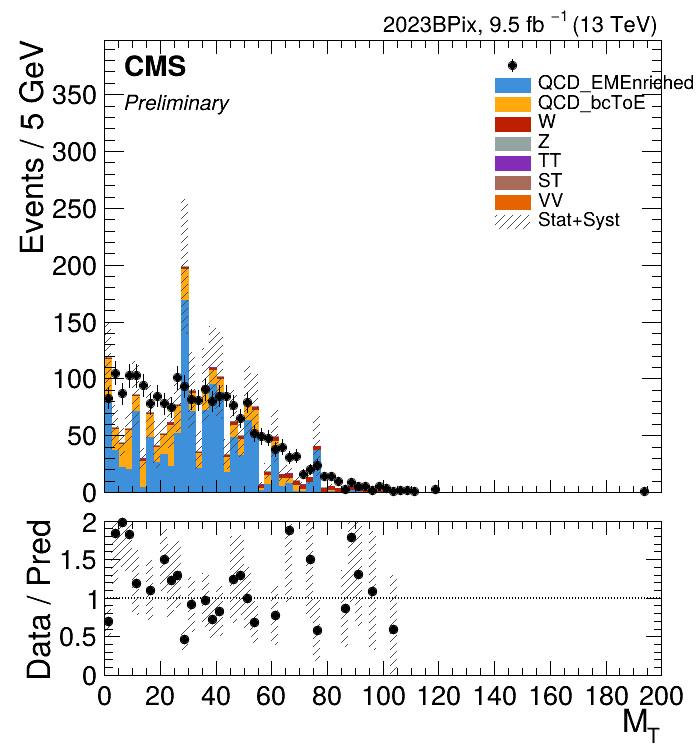 2023BPix, 9.5 fb⁻¹ (13 TeV)
CMS
Preliminary
QCD_EMEnriched
QCD_bcToE
W
Z
TT
ST
VV
Stat+Syst
Events / 5 GeV
350
300
250
200
150
100
50
0
Data / Pred
2
1.5
1
0.5
0
0 20 40 60 80 100 120 140 160 180 200
M_T